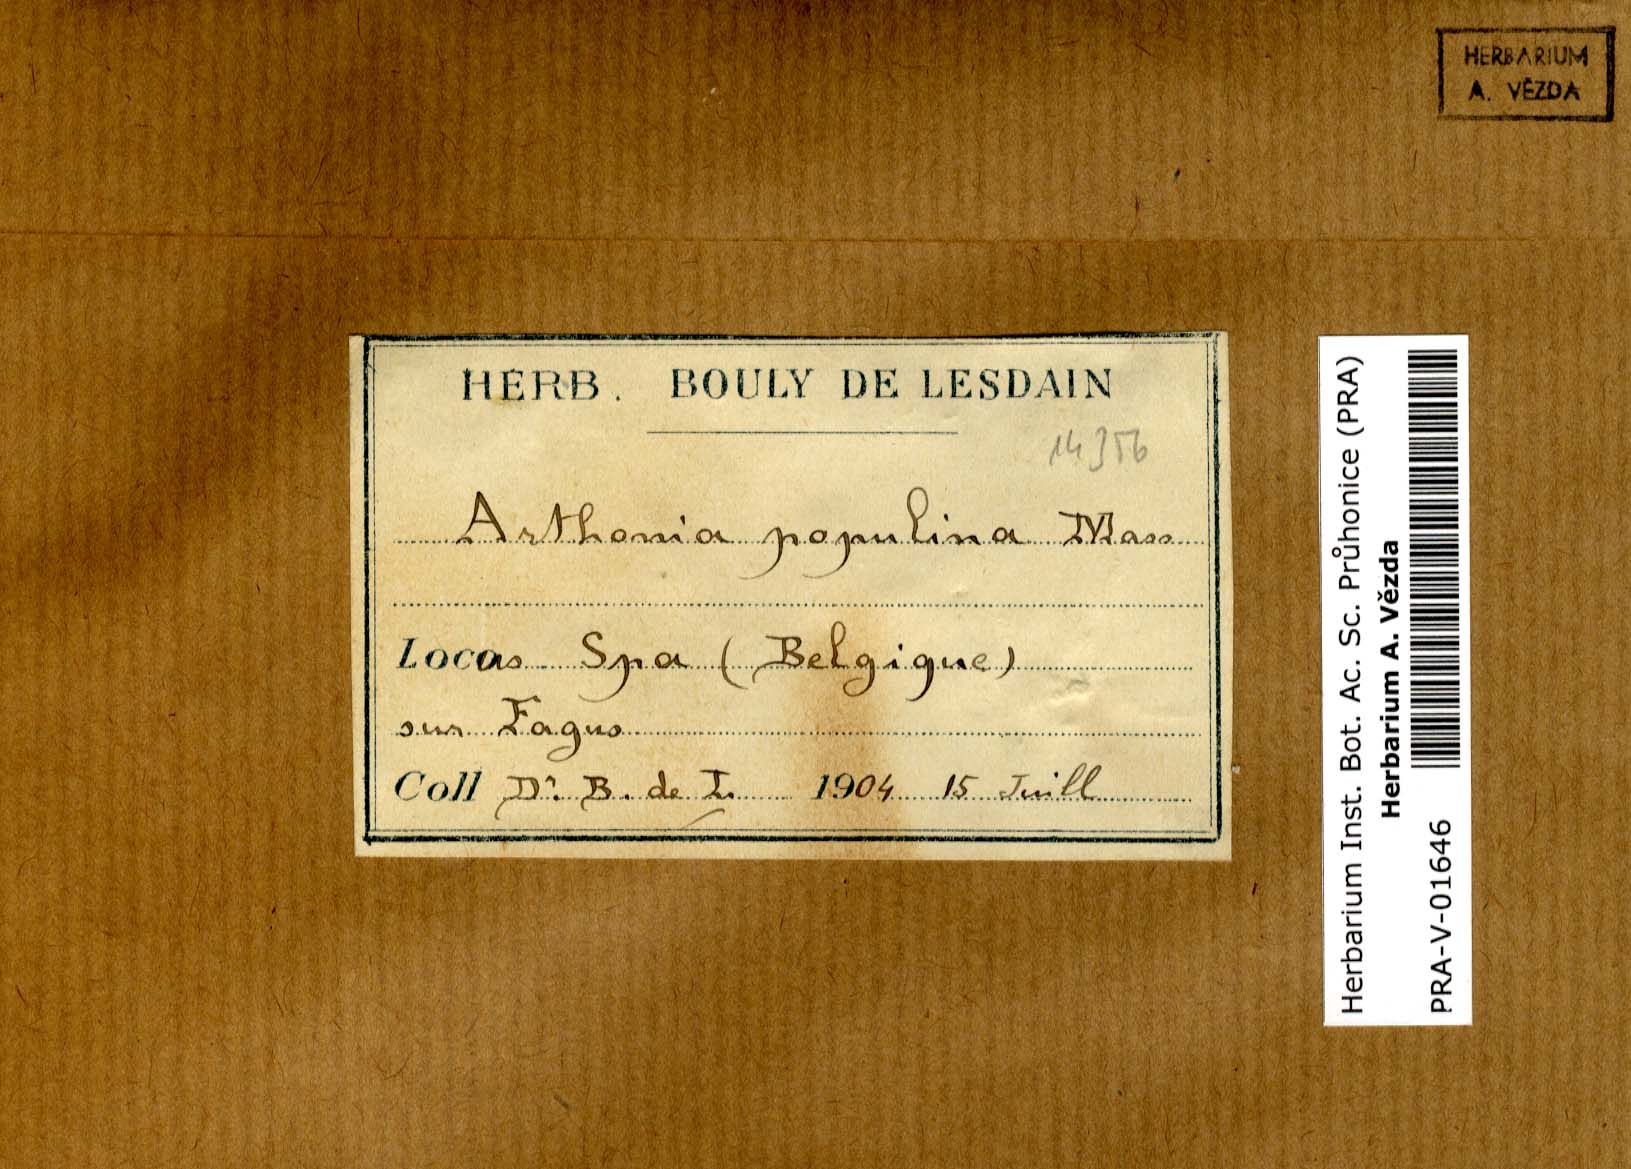 HERBARIUM
A. VĚZDA
HERB. BOULY DE LESDAIN
14356
Arthonia populina Mass
Locas Spa (Belgique)
sur Fagus
Coll Dr. B. de L. 1904 15 Juill
Herbarium Inst. Bot. Ac. Sc. Průhonice (PRA)
Herbarium A. Vězda
PRA-V-01646